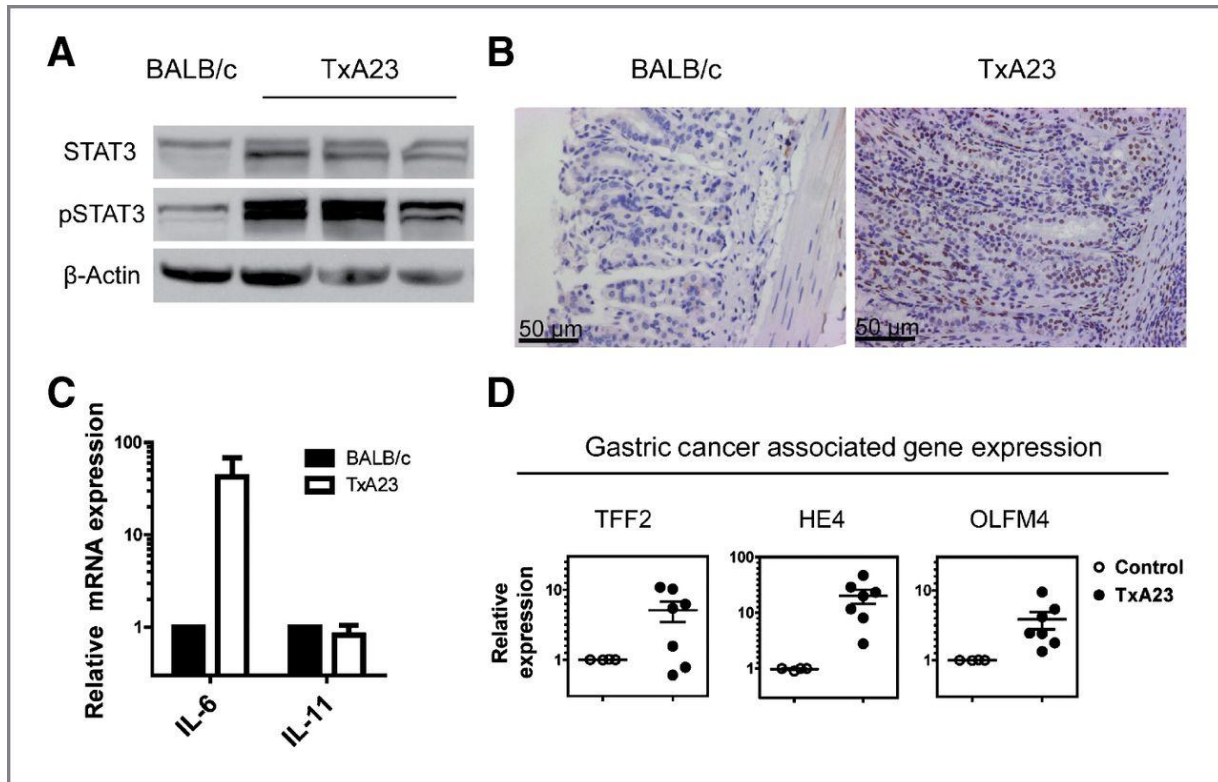 A
BALB/c
TxA23
STAT3
pSTAT3
β-Actin
B
BALB/c
TxA23
50 μm
50 μm
C
Relative mRNA expression
100
10
1
BALB/c
TxA23
IL-6
IL-11
D
Gastric cancer associated gene expression
TFF2
HE4
OLFM4
Relative
expression
10
1
100
10
1
10
1
Control
TxA23